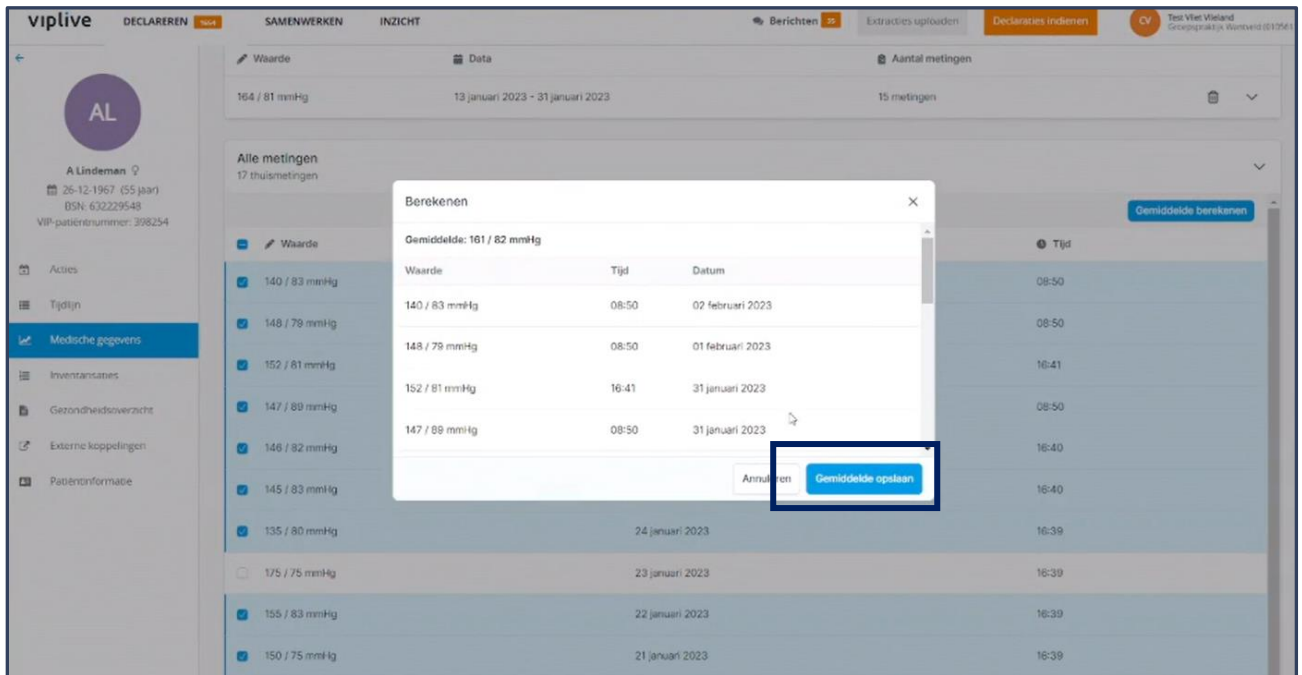 viplive DECLAREREN SAMENWERKEN INZICHT Berichten 35 Extracties uploaden Declaraties indienen CV Test Vliet Vlieland
Groepspraktijk
Waarde Data Aantal metingen
164 / 81 mmHg 13 januari 2023 - 31 januari 2023 15 metingen
AL
A Lindeman
26-12-1967 (55 jaar)
BSN: 632229548
VIP-patiëntnummer: 398254
Acties
Tijdlijn
Medische gegevens
Inventarisaties
Gezondheidsoverzicht
Externe koppelingen
Patiëntinformatie
Alle metingen
17 thuismetingen
Gemiddelde berekenen
Waarde Tijd
140 / 83 mmHg 08:50
148 / 79 mmHg 08:50
152 / 81 mmHg 16:41
147 / 89 mmHg 08:50
146 / 82 mmHg 16:40
145 / 83 mmHg 16:40
135 / 80 mmHg 24 januari 2023 16:39
175 / 75 mmHg 23 januari 2023 16:39
155 / 83 mmHg 22 januari 2023 16:39
150 / 75 mmHg 21 januari 2023 16:39
Berekenen
Gemiddelde: 161 / 82 mmHg
Waarde Tijd Datum
140 / 83 mmHg 08:50 02 februari 2023
148 / 79 mmHg 08:50 01 februari 2023
152 / 81 mmHg 16:41 31 januari 2023
147 / 89 mmHg 08:50 31 januari 2023
Annuleren Gemiddelde opslaan